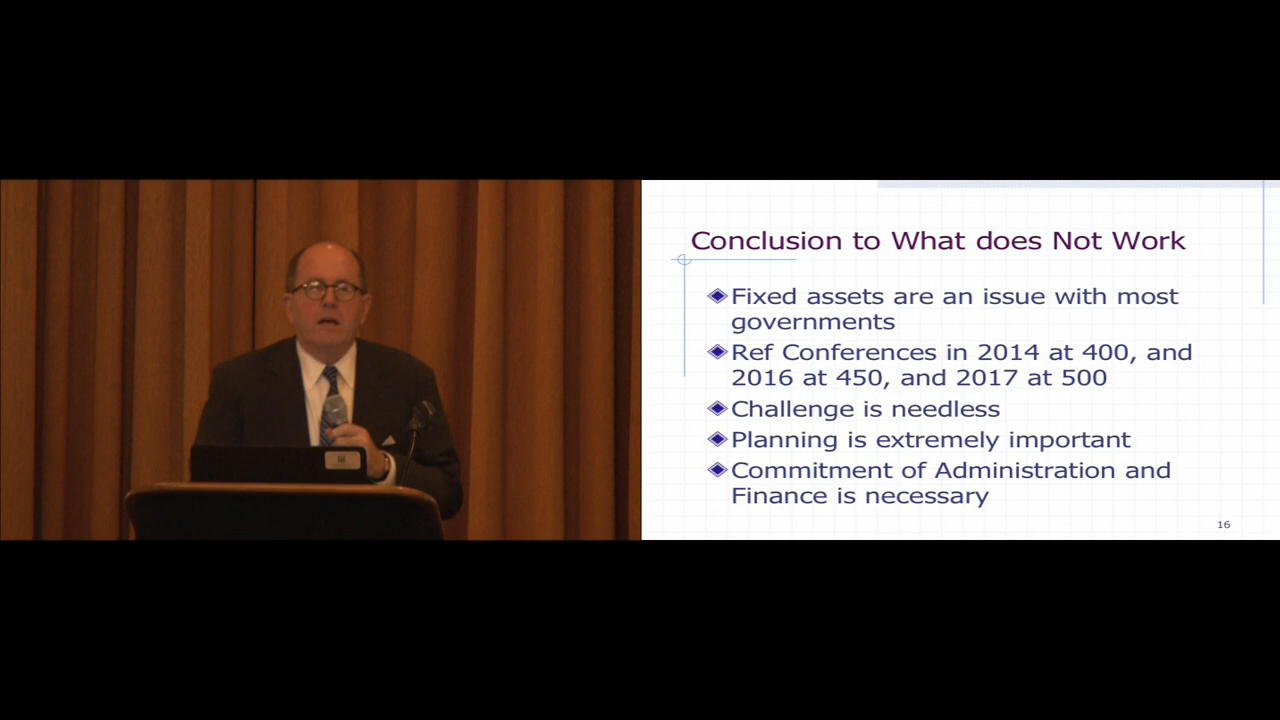 Conclusion to What does Not Work
Fixed assets are an issue with most
governments
Ref Conferences in 2014 at 400, and
2016 at 450, and 2017 at 500
Challenge is needless
Planning is extremely important
Commitment of Administration and
Finance is necessary
16